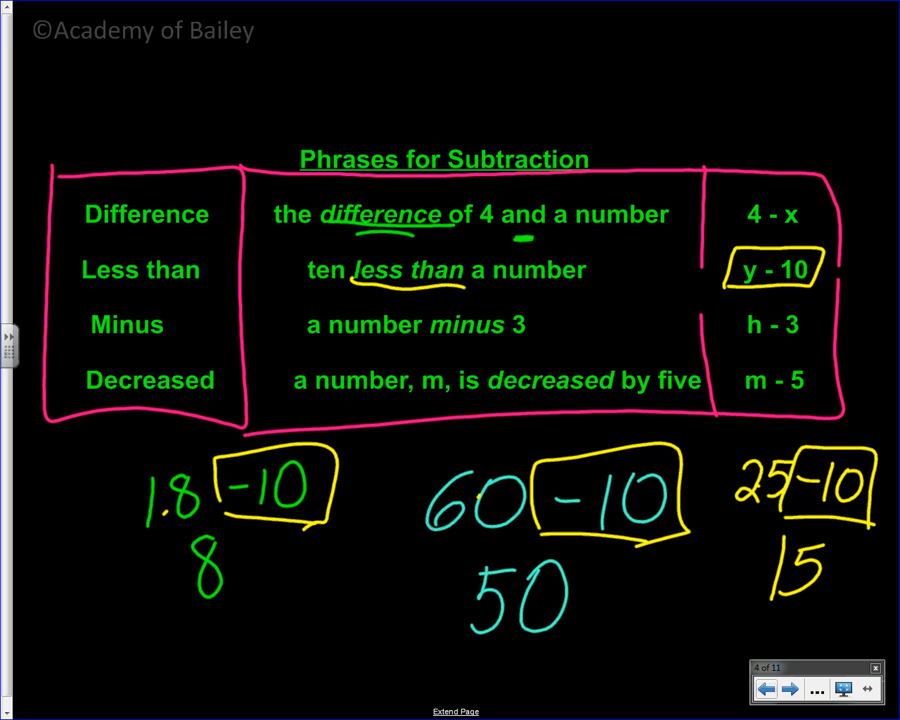 ©Academy of Bailey
Phrases for Subtraction
Difference the difference of 4 and a number 4 - x
Less than ten less than a number y - 10
Minus a number minus 3 h - 3
Decreased a number, m, is decreased by five m - 5
18 -10 60 -10 25 -10
8 50 15
4 of 11
Extend Page